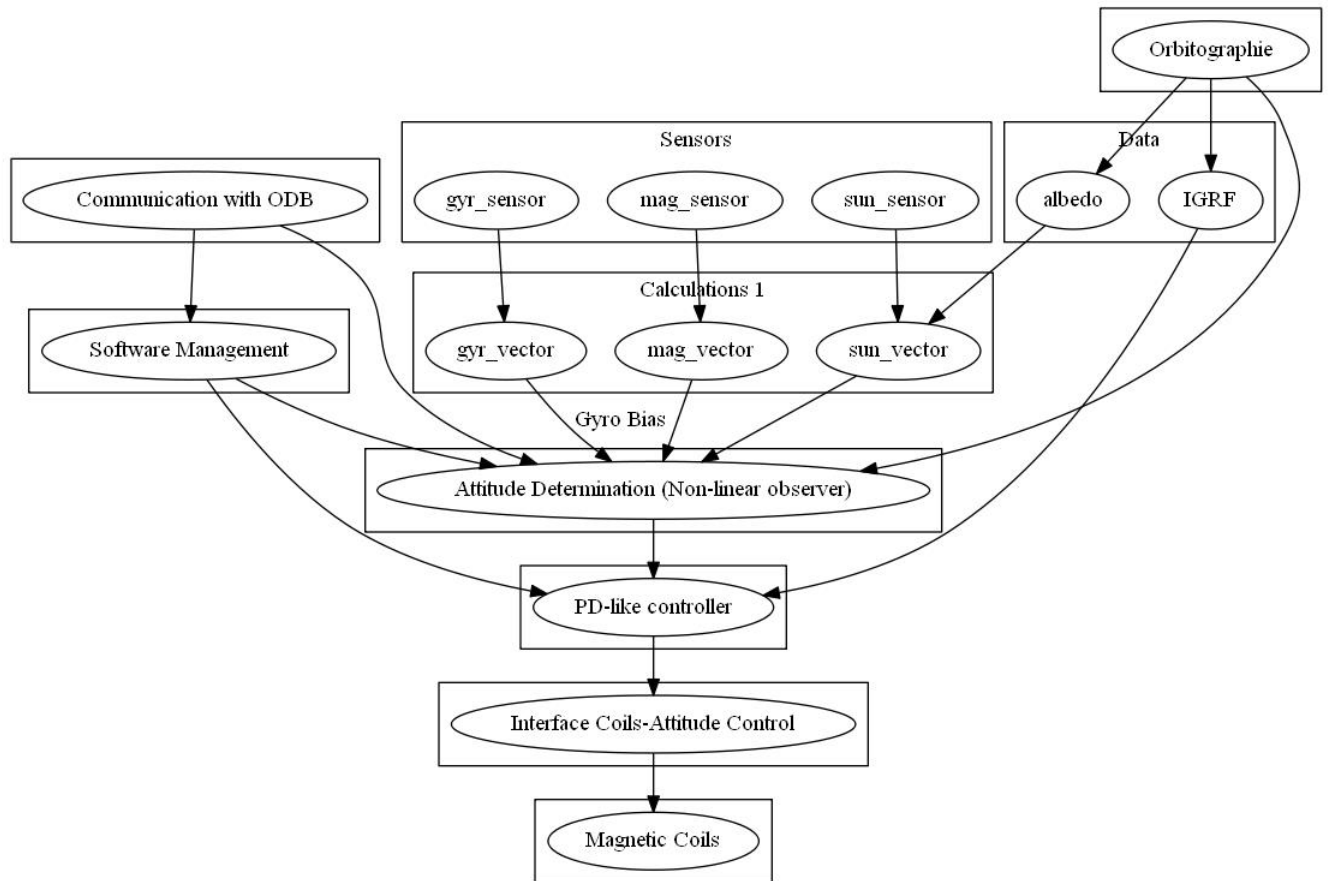 Orbitographie
Sensors
Data
Communication with ODB
gyr_sensor
mag_sensor
sun_sensor
albedo
IGRF
Calculations 1
Software Management
gyr_vector
mag_vector
sun_vector
Gyro Bias
Attitude Determination (Non-linear observer)
PD-like controller
Interface Coils-Attitude Control
Magnetic Coils